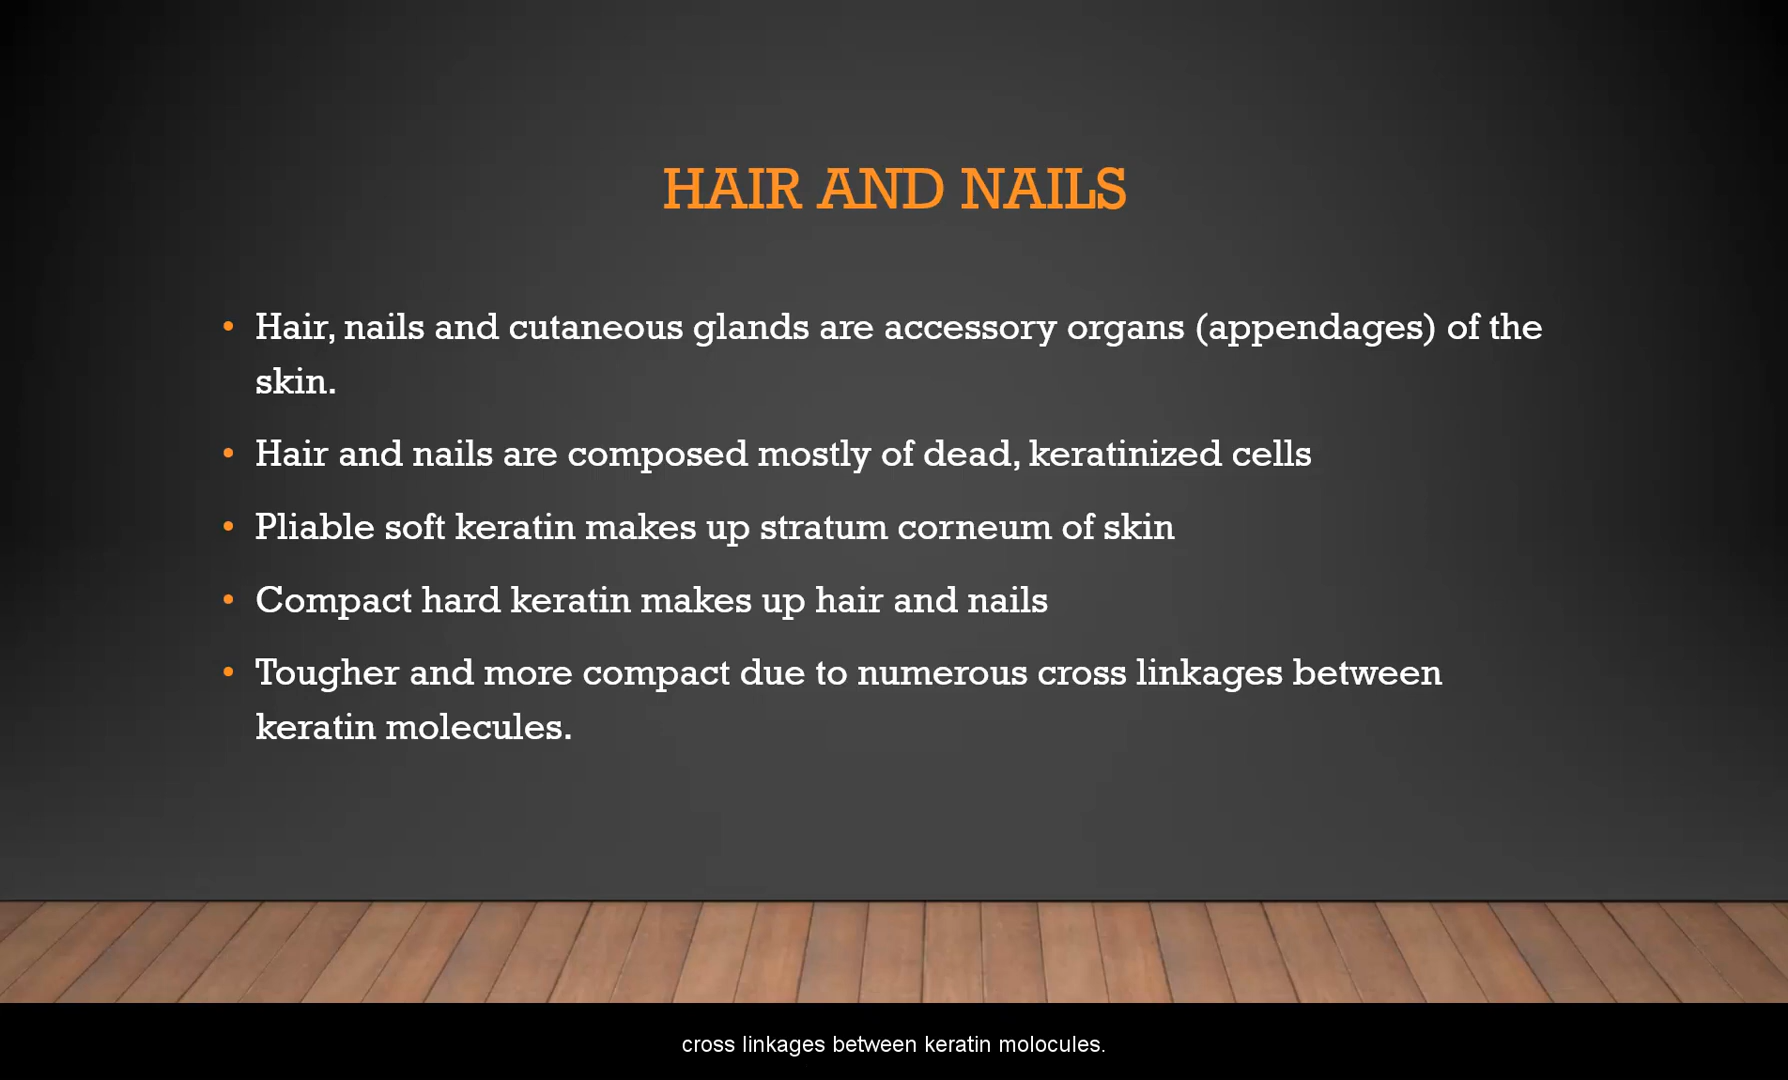 HAIR AND NAILS
• Hair, nails and cutaneous glands are accessory organs (appendages) of the
skin.
• Hair and nails are composed mostly of dead, keratinized cells
• Pliable soft keratin makes up stratum corneum of skin
• Compact hard keratin makes up hair and nails
• Tougher and more compact due to numerous cross linkages between
keratin molecules.
cross linkages between keratin molocules.